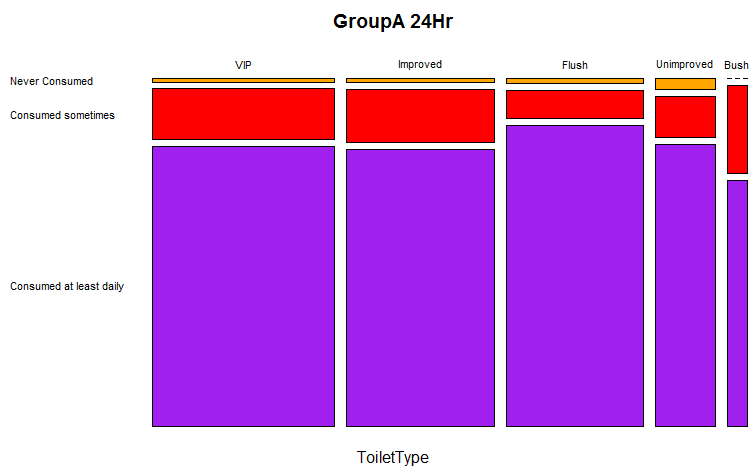 GroupA 24Hr
VIP Improved Flush Unimproved Bush
Never Consumed
Consumed sometimes
Consumed at least daily
ToiletType